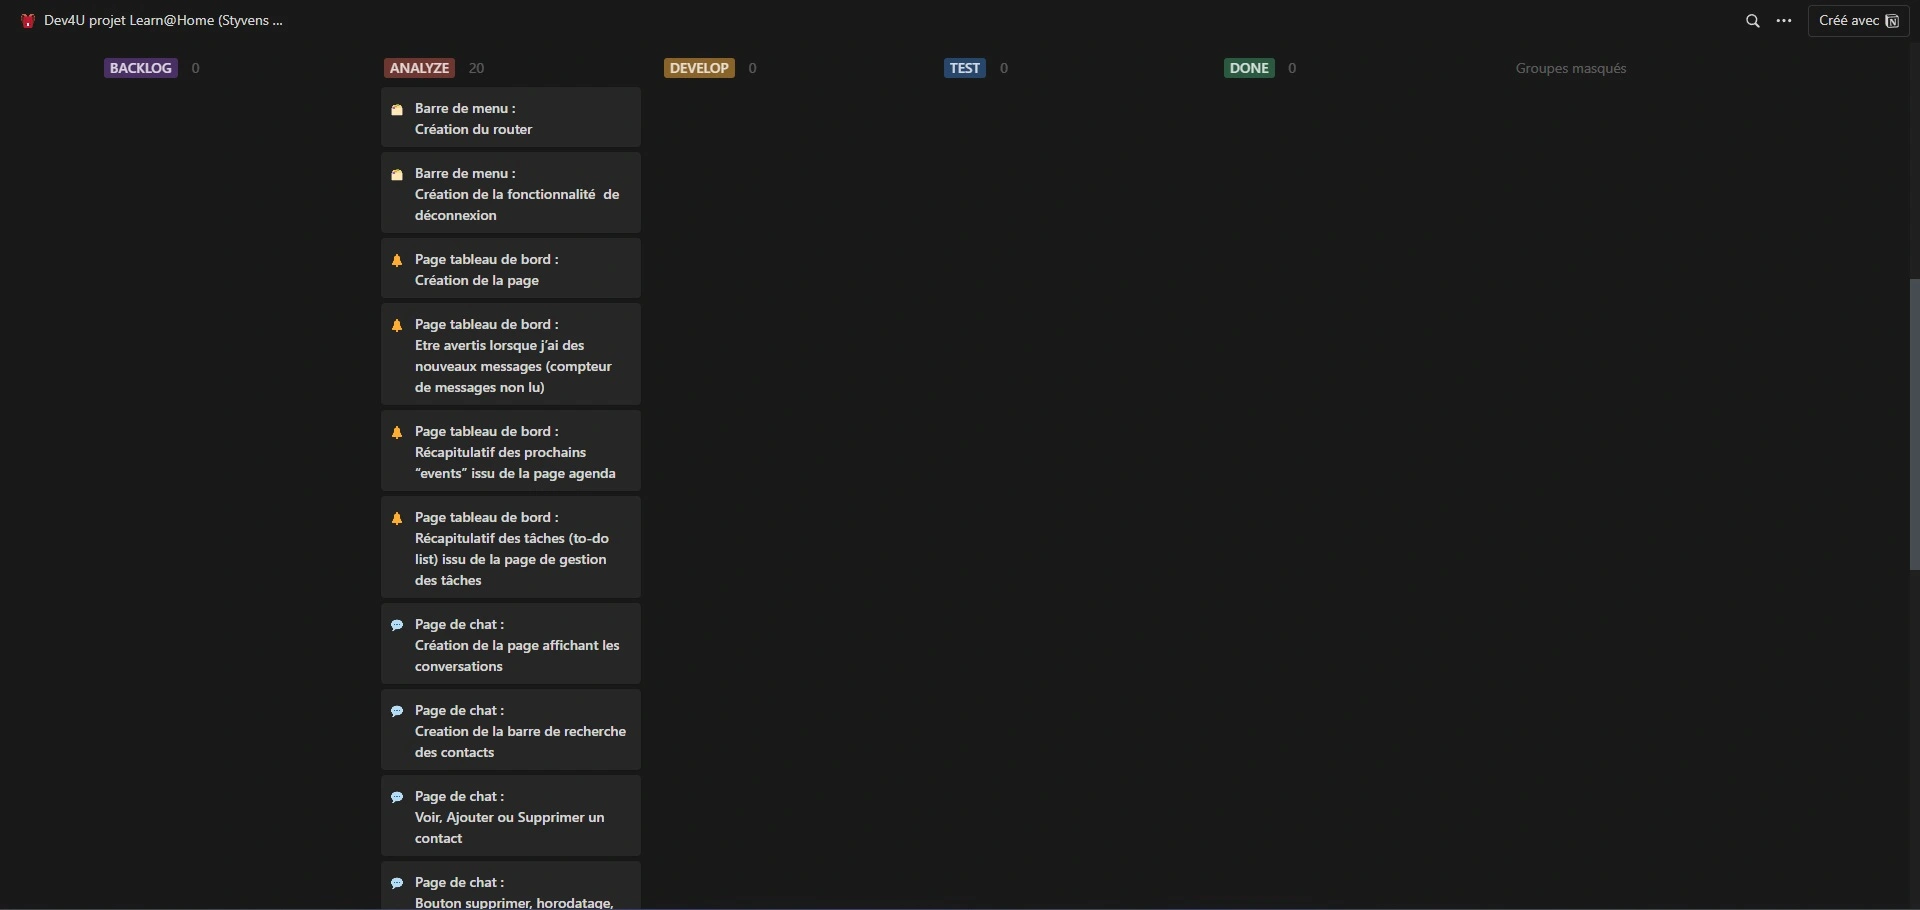 Dev4U projet Learn@Home (Styvens ...
Créé avec
BACKLOG 0
ANALYZE 20
DEVELOP 0
TEST 0
DONE 0
Groupes masqués
Barre de menu :
Création du router
Barre de menu :
Création de la fonctionnalité  de
déconnexion
Page tableau de bord :
Création de la page
Page tableau de bord :
Etre avertis lorsque j’ai des
nouveaux messages (compteur
de messages non lu)
Page tableau de bord :
Récapitulatif des prochains
“events” issu de la page agenda
Page tableau de bord :
Récapitulatif des tâches (to-do
list) issu de la page de gestion
des tâches
Page de chat :
Création de la page affichant les
conversations
Page de chat :
Creation de la barre de recherche
des contacts
Page de chat :
Voir, Ajouter ou Supprimer un
contact
Page de chat :
Bouton supprimer, horodatage,